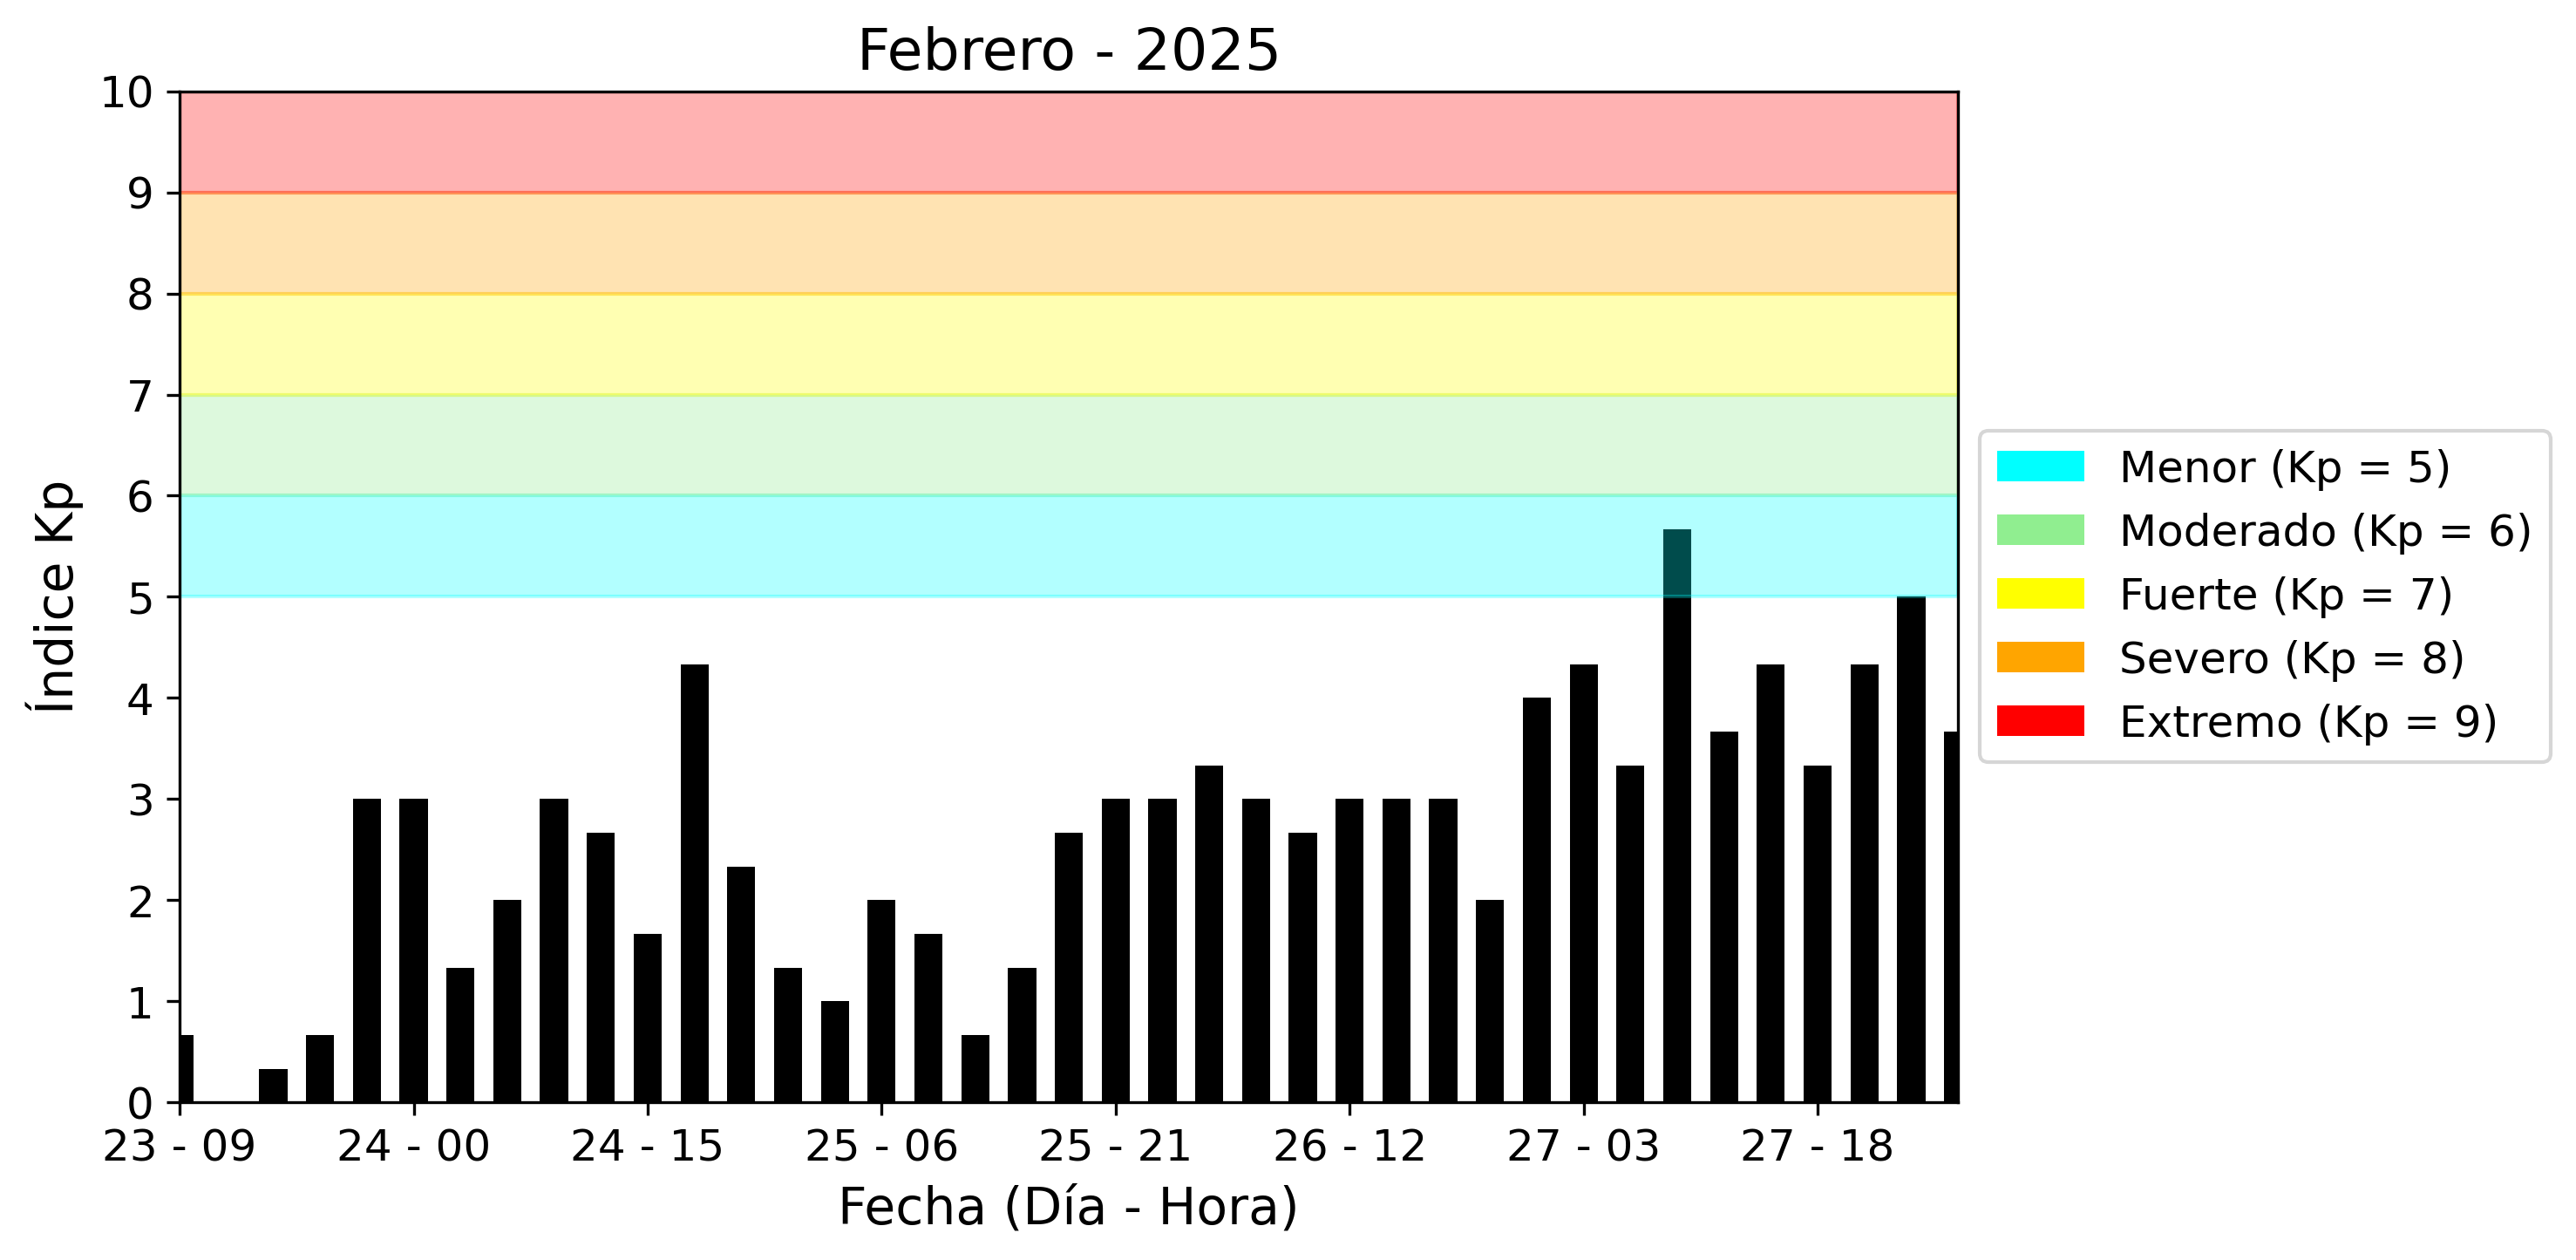 Febrero - 2025
Índice Kp
10
9
8
7
6
5
4
3
2
1
0
23 - 09
24 - 00
24 - 15
25 - 06
25 - 21
26 - 12
27 - 03
27 - 18
Fecha (Día - Hora)
Menor (Kp = 5)
Moderado (Kp = 6)
Fuerte (Kp = 7)
Severo (Kp = 8)
Extremo (Kp = 9)